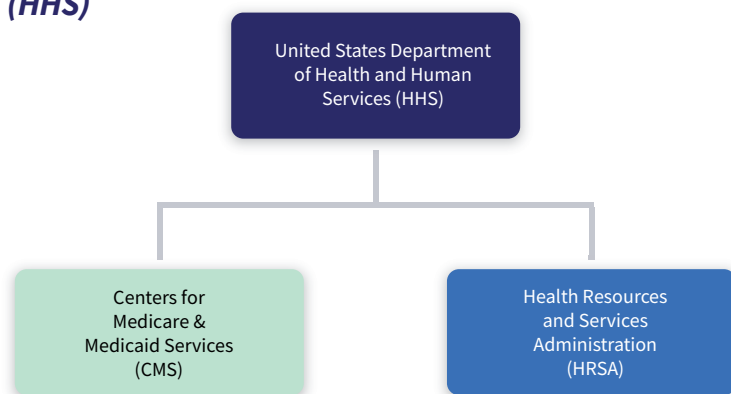 (HHS)
United States Department
of Health and Human
Services (HHS)
Centers for
Medicare &
Medicaid Services
(CMS)
Health Resources
and Services
Administration
(HRSA)